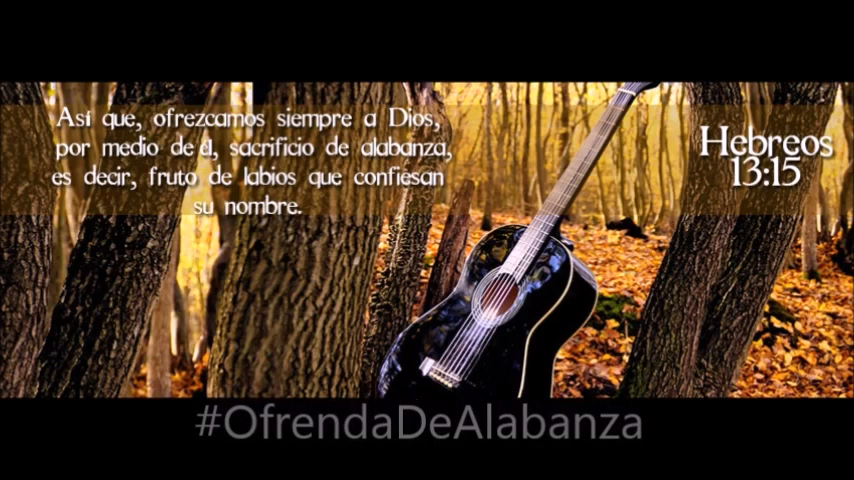 Así que, ofrezcamos siempre a Dios,
por medio de él, sacrificio de alabanza,
es decir, fruto de labios que confiesan
su nombre.
Hebreos
13:15
#OfrendaDeAlabanza